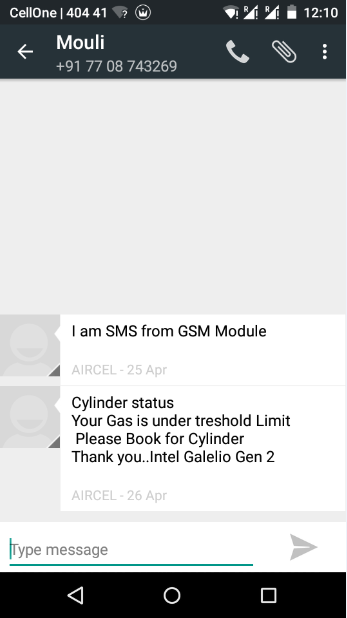 CellOne | 404 41
12:10
Mouli
+91 77 08 743269
I am SMS from GSM Module
AIRCEL - 25 Apr
Cylinder status
Your Gas is under treshold Limit
Please Book for Cylinder
Thank you..Intel Galelio Gen 2
AIRCEL - 26 Apr
Type message